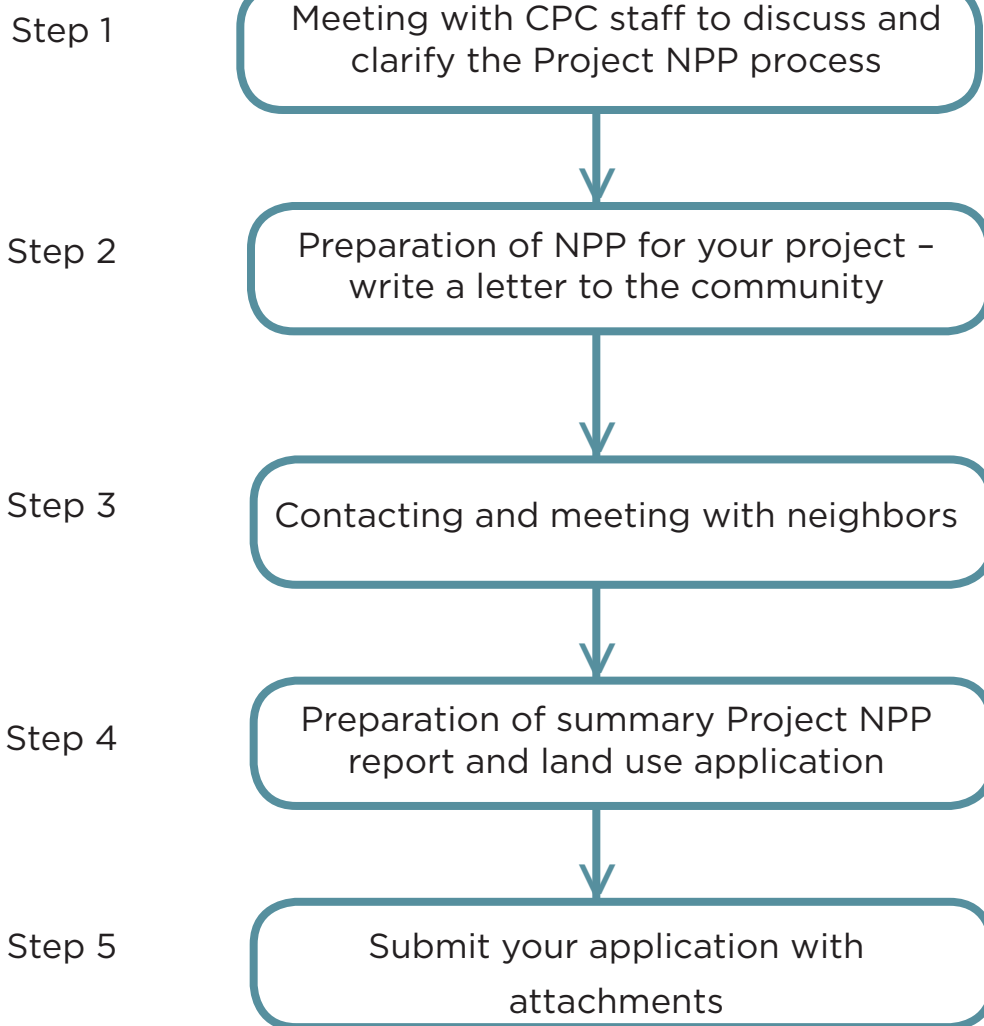 Step 1
Meeting with CPC staff to discuss and
clarify the Project NPP process
Step 2
Preparation of NPP for your project –
write a letter to the community
Step 3
Contacting and meeting with neighbors
Step 4
Preparation of summary Project NPP
report and land use application
Step 5
Submit your application with
attachments